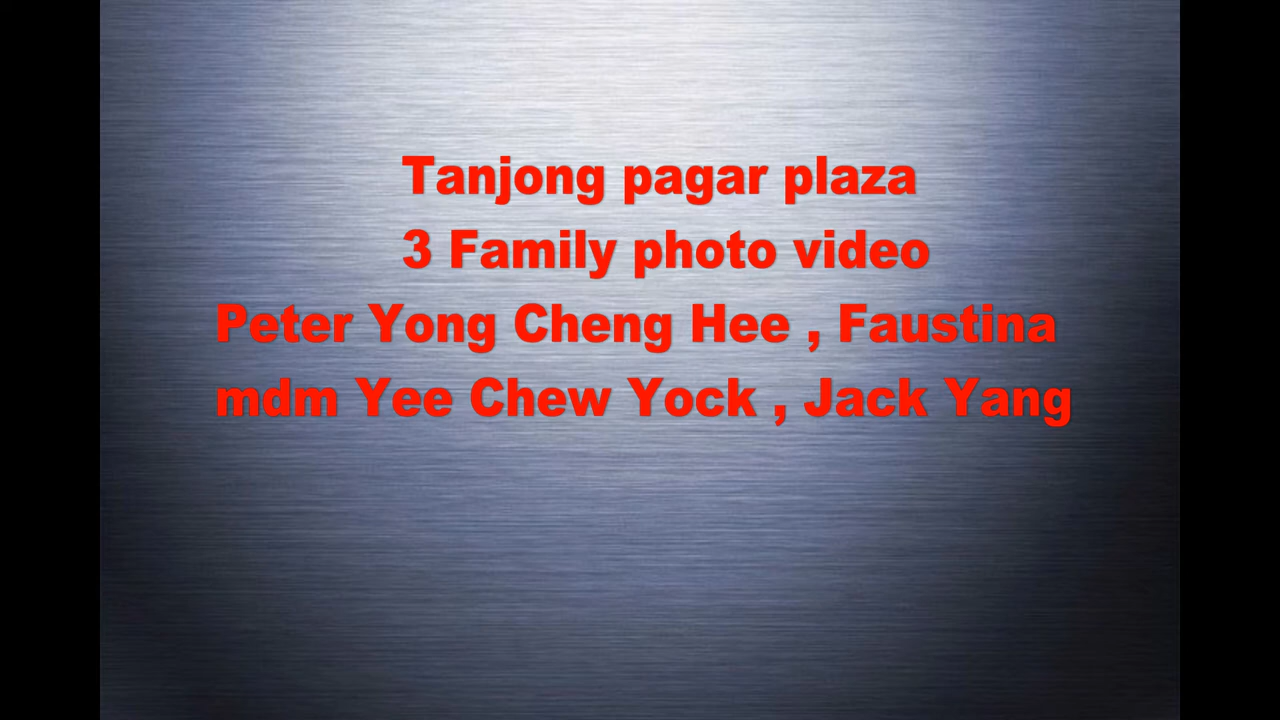 Tanjong pagar plaza
3 Family photo video
Peter Yong Cheng Hee , Faustina
mdm Yee Chew Yock , Jack Yang